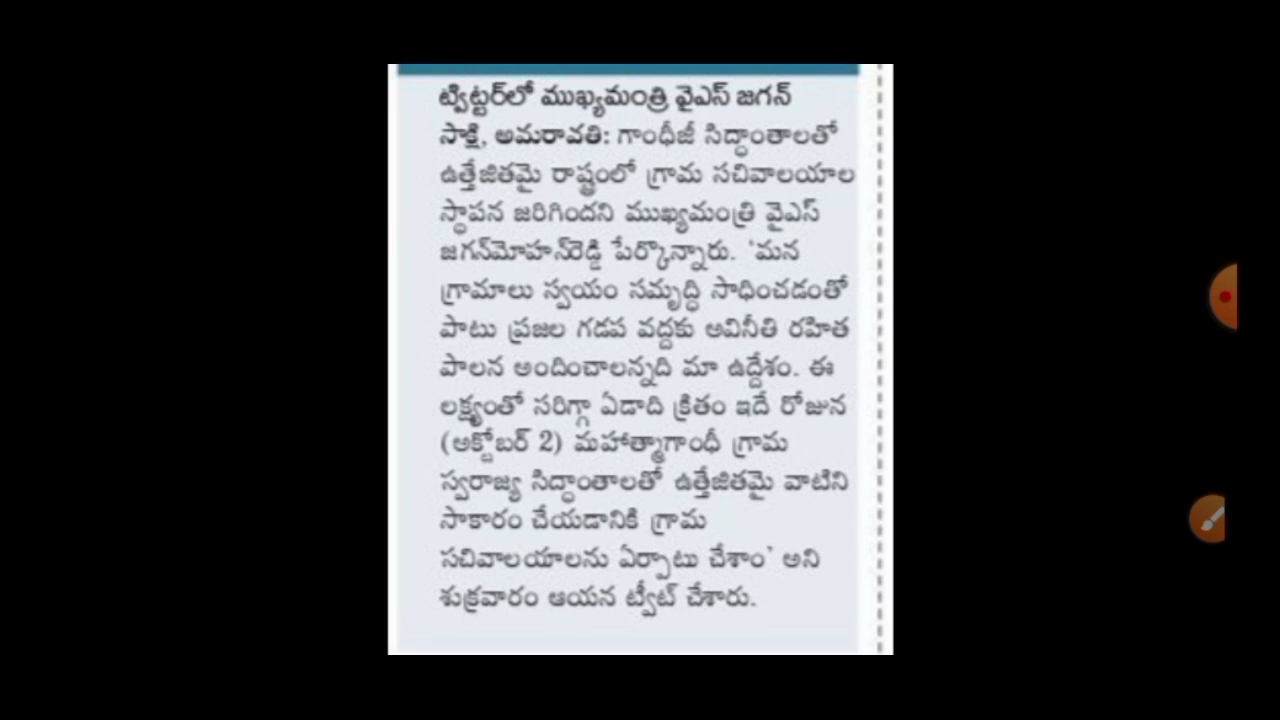 ట్విట్టర్‌లో ముఖ్యమంత్రి వైఎస్ జగన్
సాక్షి, అమరావతి: గాంధీజీ సిద్ధాంతాలతో
ఉత్తేజితమై రాష్ట్రంలో గ్రామ సచివాలయాల
స్థాపన జరిగిందని ముఖ్యమంత్రి వైఎస్
జగన్‌మోహన్‌రెడ్డి పేర్కొన్నారు. ‘మన
గ్రామాలు స్వయం సమృద్ధి సాధించడంతో
పాటు ప్రజల గడప వద్దకు అవినీతి రహిత
పాలన అందించాలన్నది మా ఉద్దేశం. ఈ
లక్ష్యంతో సరిగ్గా ఏడాది క్రితం ఇదే రోజున
(అక్టోబర్ 2) మహాత్మాగాంధీ గ్రామ
స్వరాజ్య సిద్ధాంతాలతో ఉత్తేజితమై వాటిని
సాకారం చేయడానికి గ్రామ
సచివాలయాలను ఏర్పాటు చేశాం’ అని
శుక్రవారం ఆయన ట్వీట్ చేశారు.